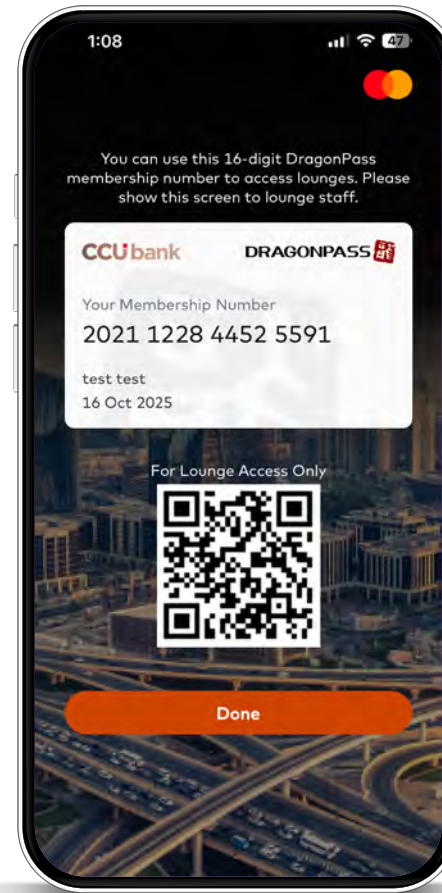 1:08
47
You can use this 16-digit DragonPass
membership number to access lounges. Please
show this screen to lounge staff.
CCUbank DRAGONPASS
Your Membership Number
2021 1228 4452 5591
test test
16 Oct 2025
For Lounge Access Only
Done